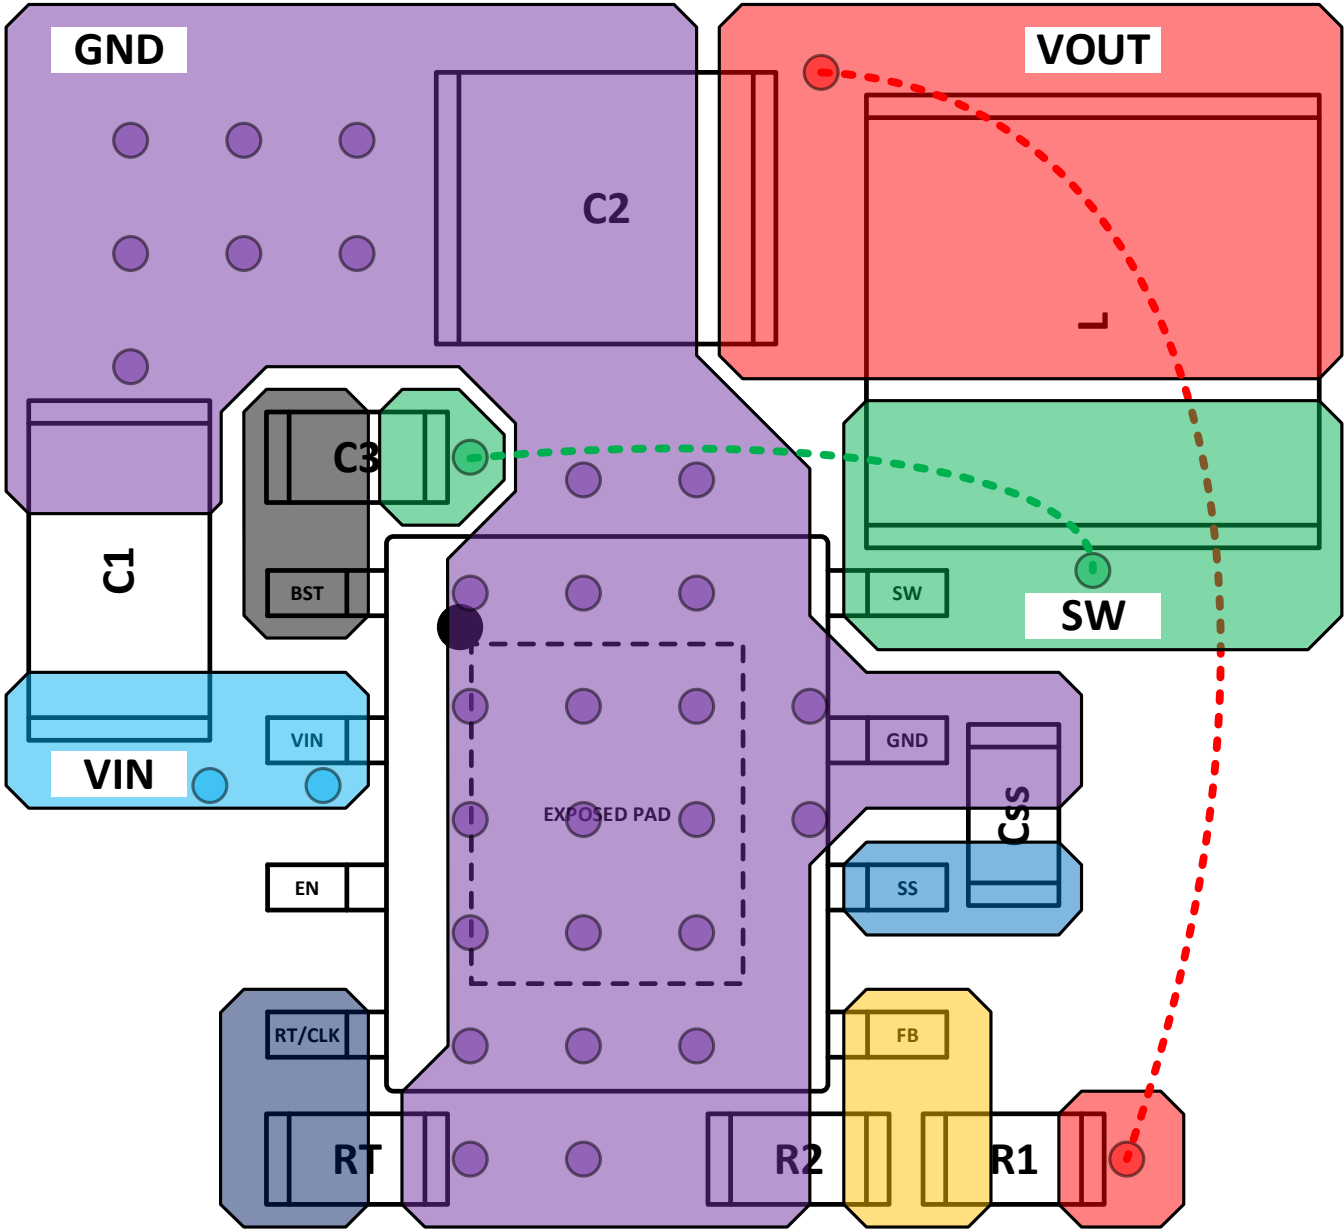 GND
VOUT
C2
L
C3
C1
BST
SW
SW
VIN
GND
VIN
Css
EXPOSED PAD
EN
SS
RT/CLK
FB
RT
R2
R1